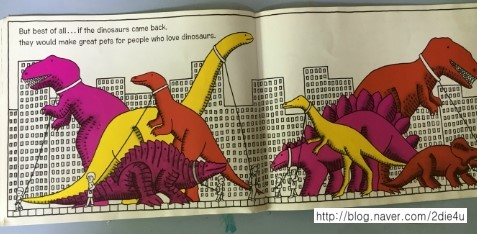 But best of all...if the dinosaurs came back,
they would make great pets for people who love dinosaurs.
http://blog.naver.com/2die4u